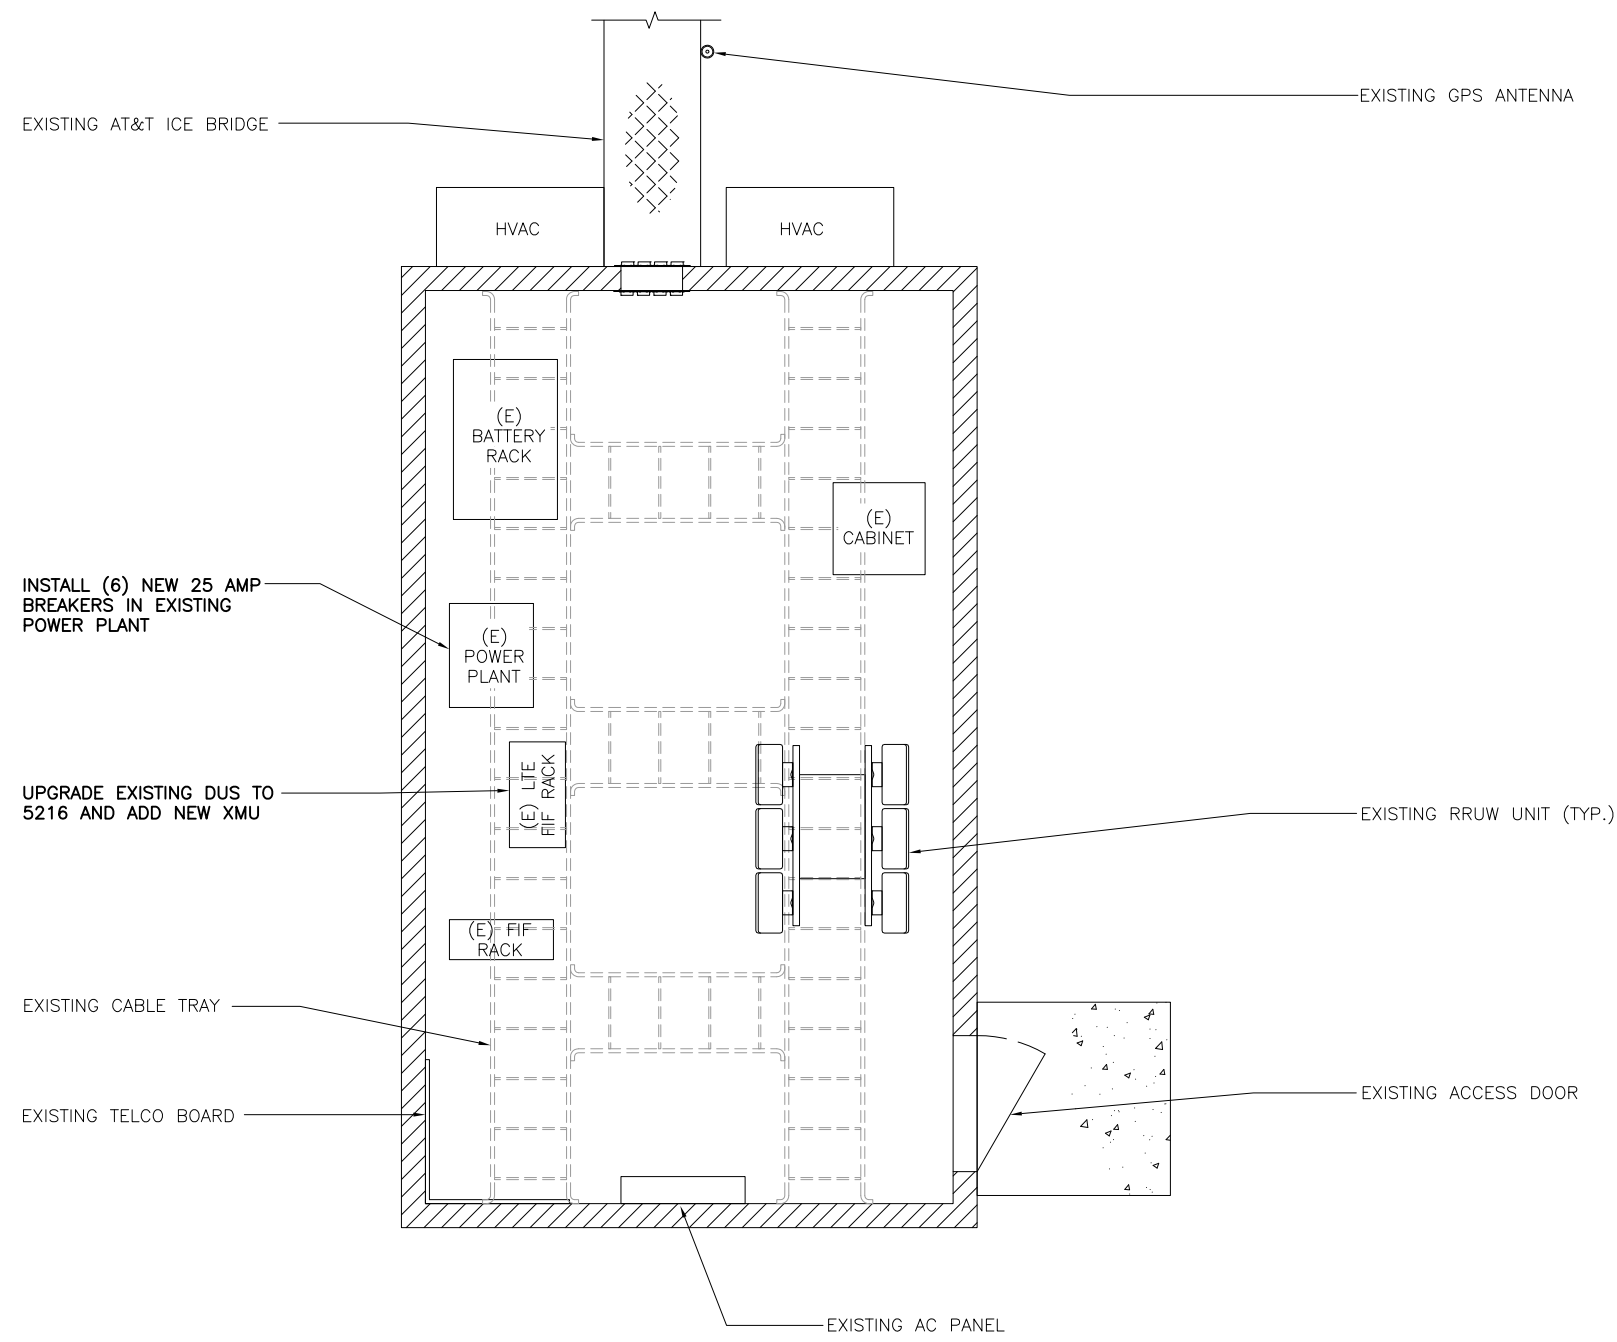 EXISTING GPS ANTENNA
EXISTING AT&T ICE BRIDGE
HVAC
HVAC
(E)
BATTERY
RACK
(E)
CABINET
INSTALL (6) NEW 25 AMP
BREAKERS IN EXISTING
POWER PLANT
(E)
POWER
PLANT
UPGRADE EXISTING DUS TO
5216 AND ADD NEW XMU
(E) LTE
FIF RACK
EXISTING RRUW UNIT (TYP.)
(E) FIF
RACK
EXISTING CABLE TRAY
EXISTING ACCESS DOOR
EXISTING TELCO BOARD
EXISTING AC PANEL